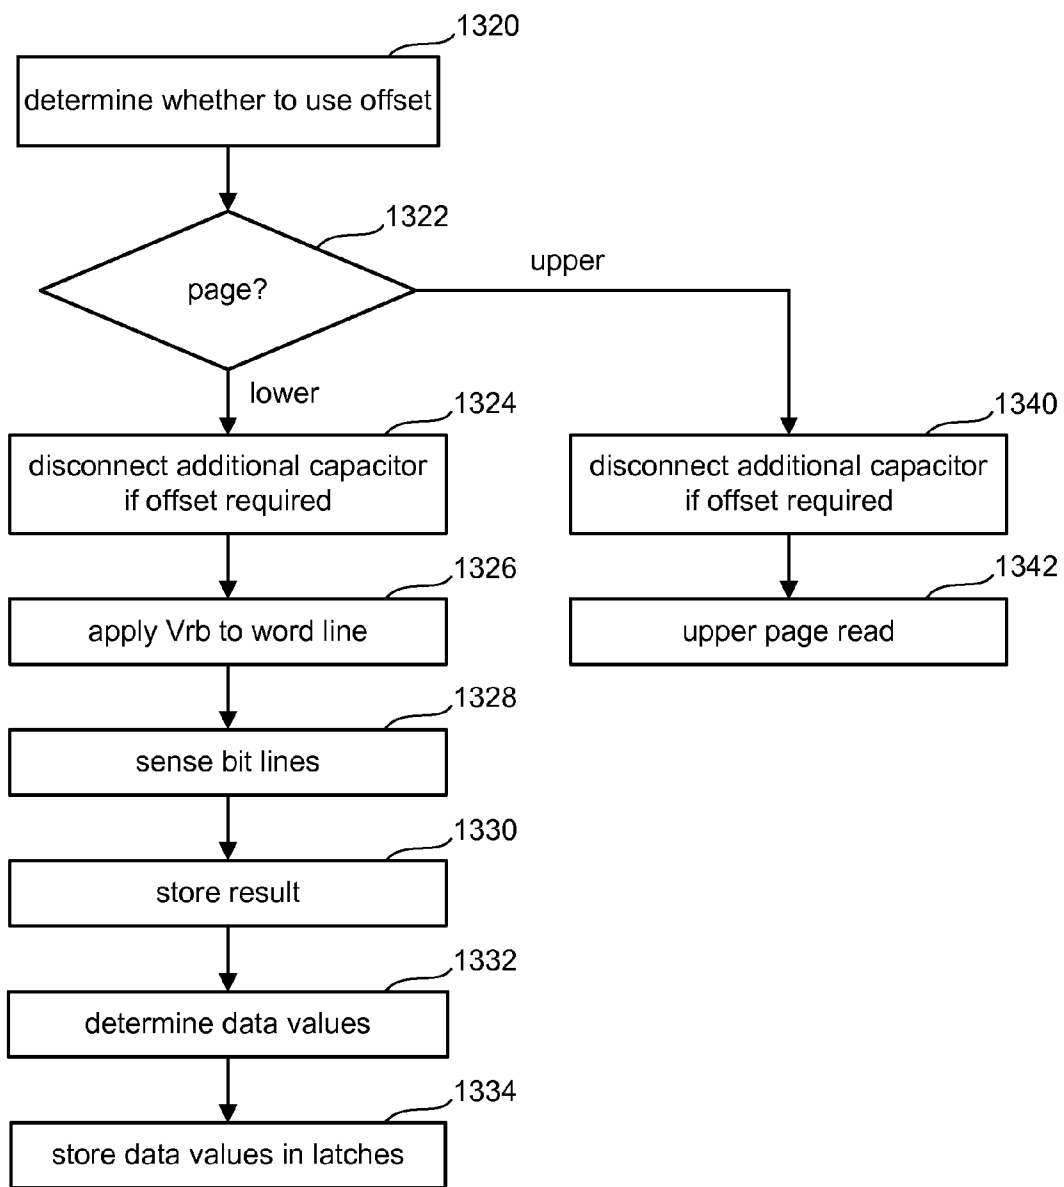 1320
determine whether to use offset
1322
page?
upper
lower
1324
disconnect additional capacitor
if offset required
1340
disconnect additional capacitor
if offset required
1326
apply Vrb to word line
1342
upper page read
1328
sense bit lines
1330
store result
1332
determine data values
1334
store data values in latches